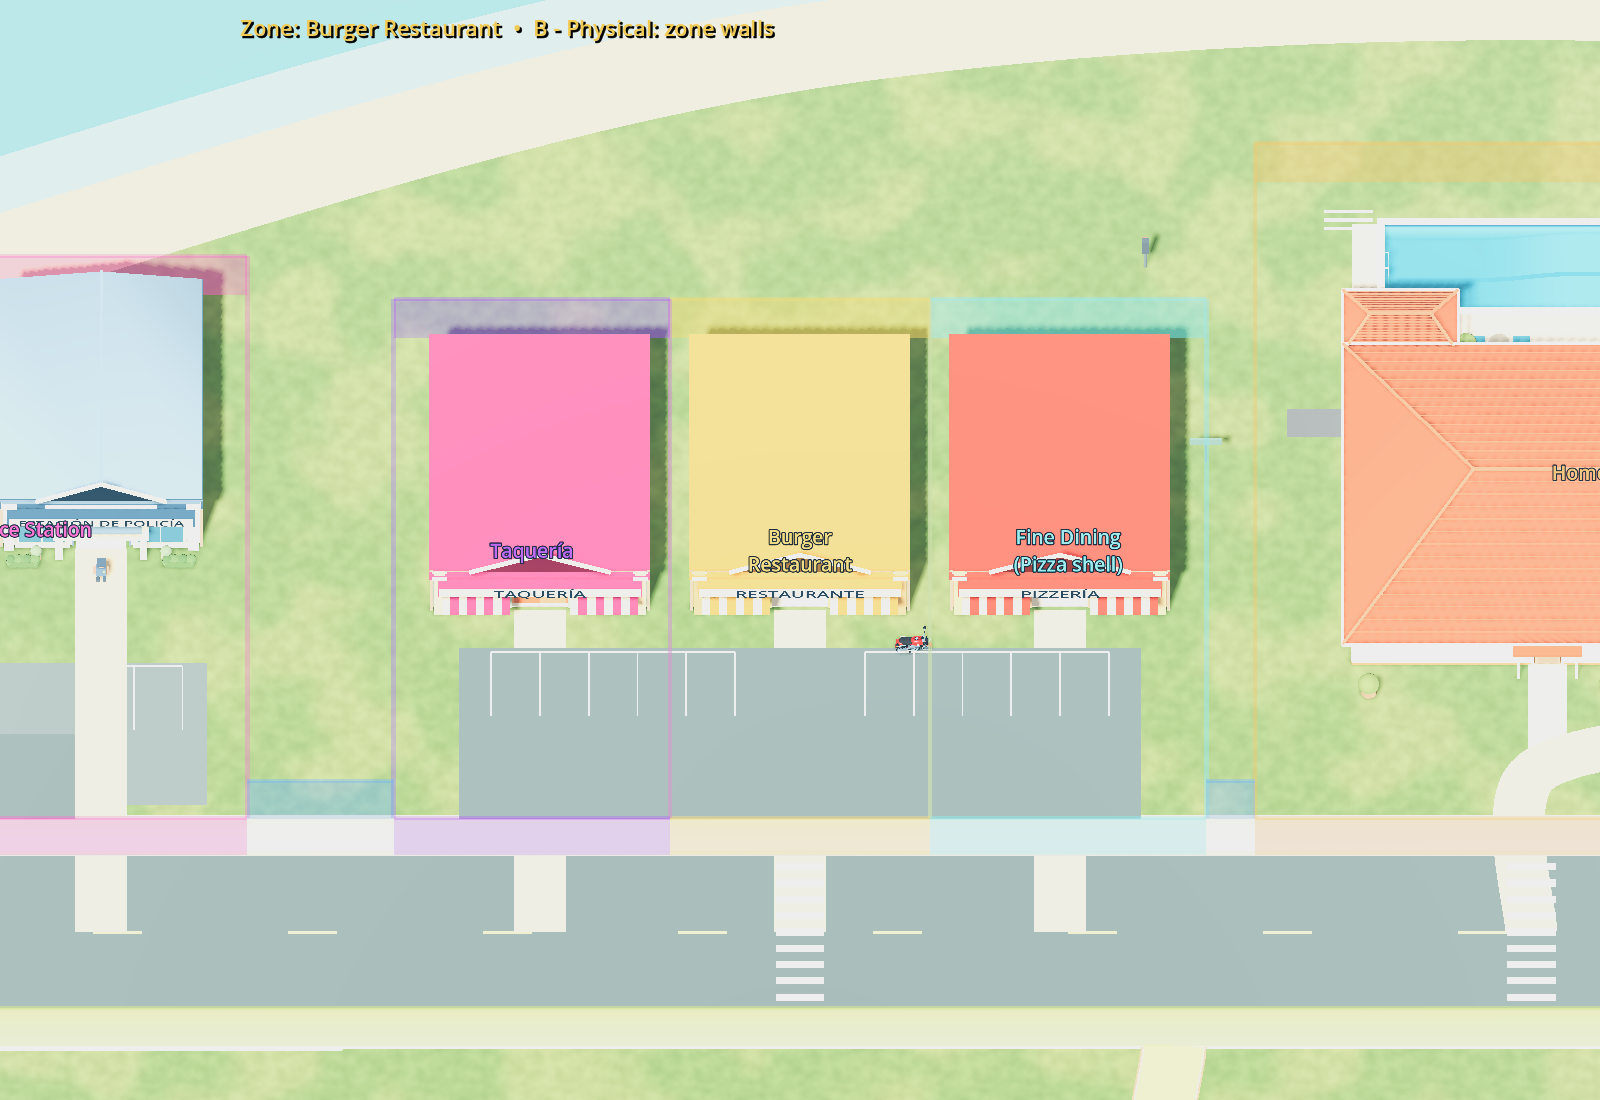 Zone: Burger Restaurant • B - Physical: zone walls
ESTACIÓN DE POLICÍA
ce Station
Taquería
TAQUERÍA
Burger
Restaurant
RESTAURANTE
Fine Dining
(Pizza shell)
PIZZERÍA
Home